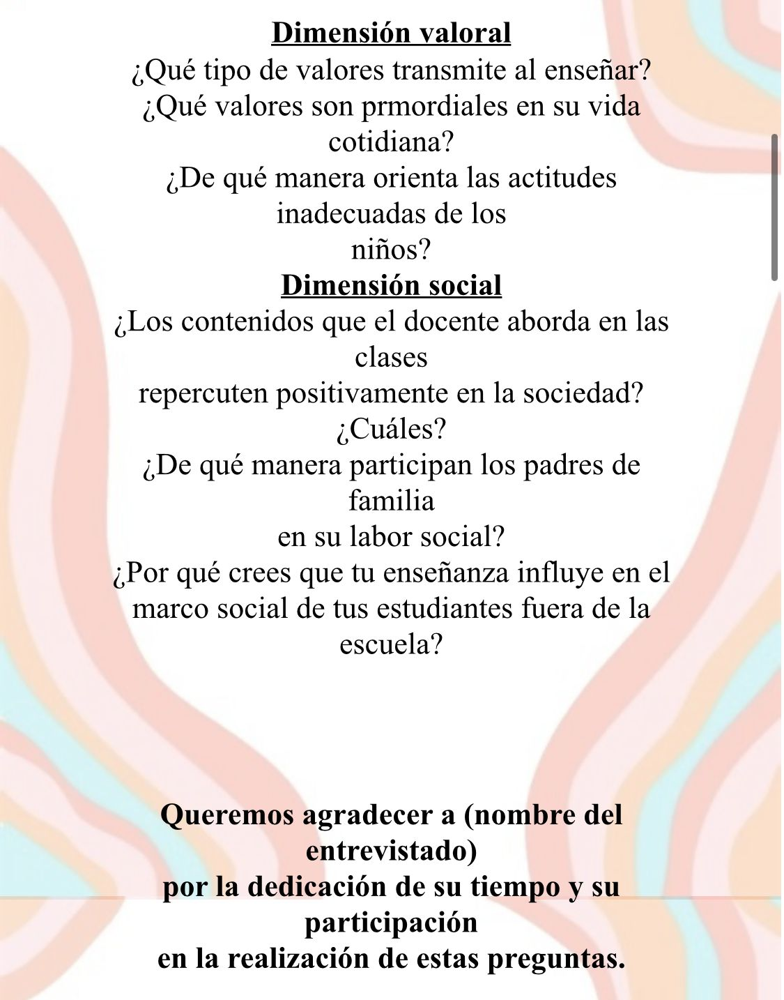 Dimensión valoral
¿Qué tipo de valores transmite al enseñar?
¿Qué valores son prmordiales en su vida
cotidiana?
¿De qué manera orienta las actitudes
inadecuadas de los
niños?
Dimensión social
¿Los contenidos que el docente aborda en las
clases
repercuten positivamente en la sociedad?
¿Cuáles?
¿De qué manera participan los padres de
familia
en su labor social?
¿Por qué crees que tu enseñanza influye en el
marco social de tus estudiantes fuera de la
escuela?
Queremos agradecer a (nombre del
entrevistado)
por la dedicación de su tiempo y su
participación
en la realización de estas preguntas.